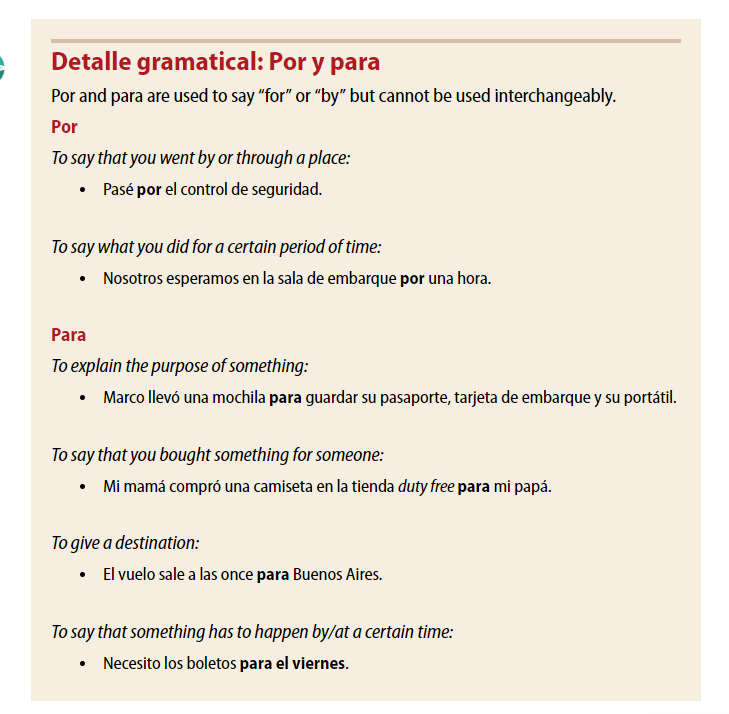 Detalle gramatical: Por y para
Por and para are used to say “for” or “by” but cannot be used interchangeably.
Por
To say that you went by or through a place:
• Pasé por el control de seguridad.
To say what you did for a certain period of time:
• Nosotros esperamos en la sala de embarque por una hora.
Para
To explain the purpose of something:
• Marco llevó una mochila para guardar su pasaporte, tarjeta de embarque y su portátil.
To say that you bought something for someone:
• Mi mamá compró una camiseta en la tienda duty free para mi papá.
To give a destination:
• El vuelo sale a las once para Buenos Aires.
To say that something has to happen by/at a certain time:
• Necesito los boletos para el viernes.